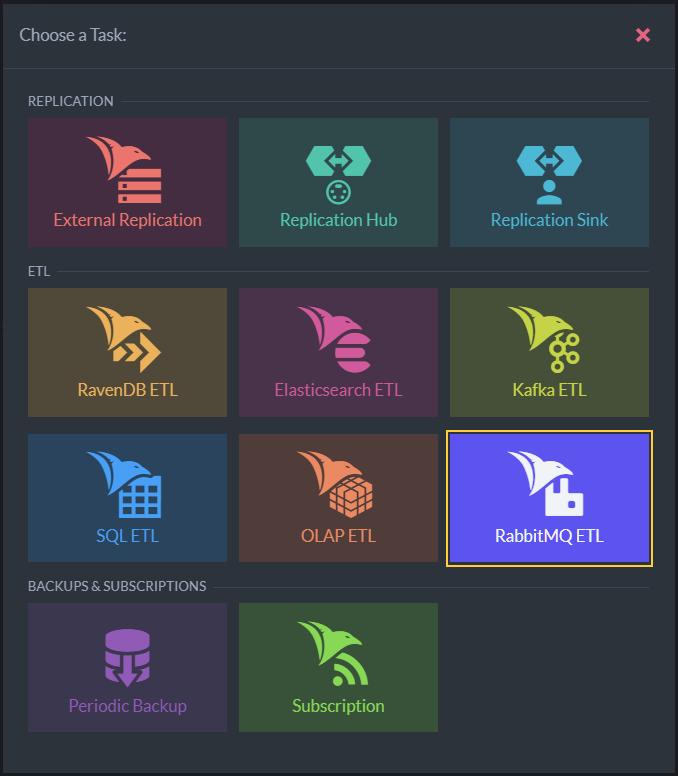 Choose a Task:
REPLICATION
External Replication
Replication Hub
Replication Sink
ETL
RavenDB ETL
Elasticsearch ETL
Kafka ETL
SQL ETL
OLAP ETL
RabbitMQ ETL
BACKUPS & SUBSCRIPTIONS
Periodic Backup
Subscription